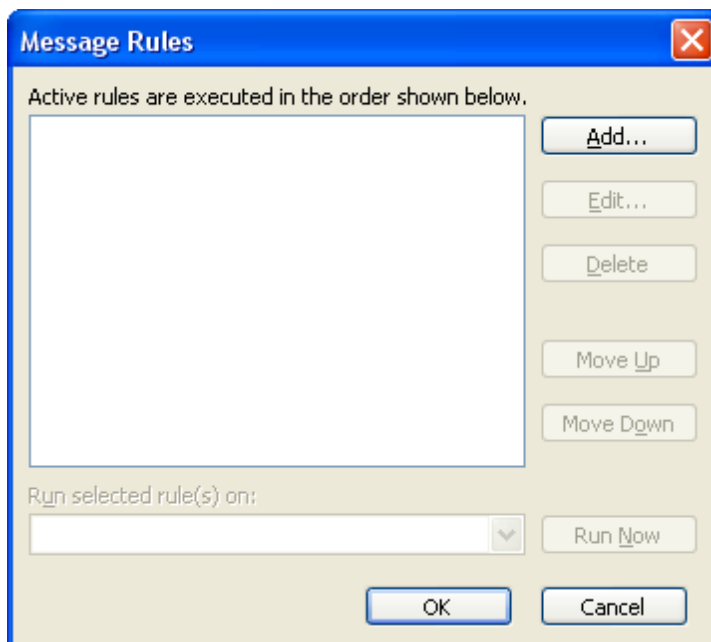 Message Rules
Active rules are executed in the order shown below.
Add...
Edit...
Delete
Move Up
Move Down
Run selected rule(s) on:
Run Now
OK
Cancel